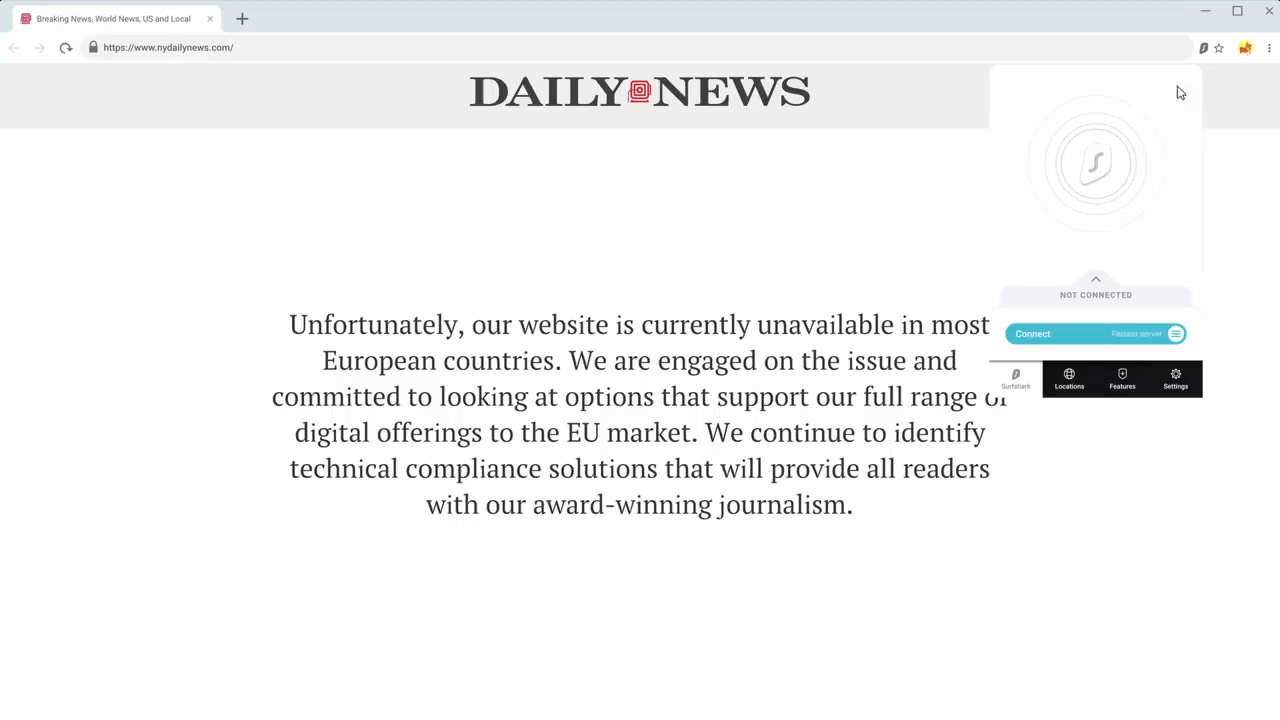 Breaking News, World News, US and Local
https://www.nydailynews.com/
DAILY NEWS
NOT CONNECTED
Connect Fastest server
Surfshark Locations Features Settings
Unfortunately, our website is currently unavailable in most
European countries. We are engaged on the issue and
committed to looking at options that support our full range of
digital offerings to the EU market. We continue to identify
technical compliance solutions that will provide all readers
with our award-winning journalism.